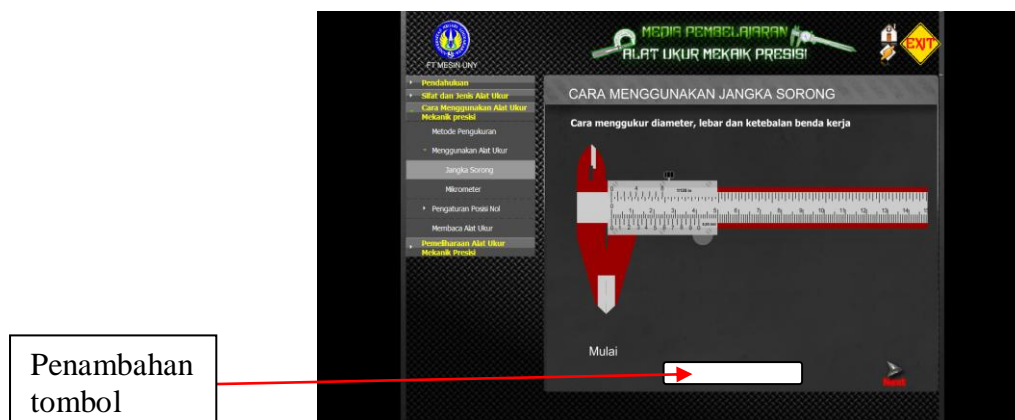 MEDIA PEMBELAJARAN
ALAT UKUR MEKAIK PRESISI
EXIT
FT MESIN UNY
Pendahuluan
Sifat dan Jenis Alat Ukur
Cara Menggunakan Alat Ukur
Mekanik presisi
Metode Pengukuran
Menggunakan Alat Ukur
Jangka Sorong
Mikrometer
Pengaturan Posisi Nol
Membaca Alat Ukur
Pemeliharaan Alat Ukur
Mekanik Presisi
CARA MENGGUNAKAN JANGKA SORONG
Cara menggukur diameter, lebar dan ketebalan benda kerja
Mulai
Next
Penambahan
tombol